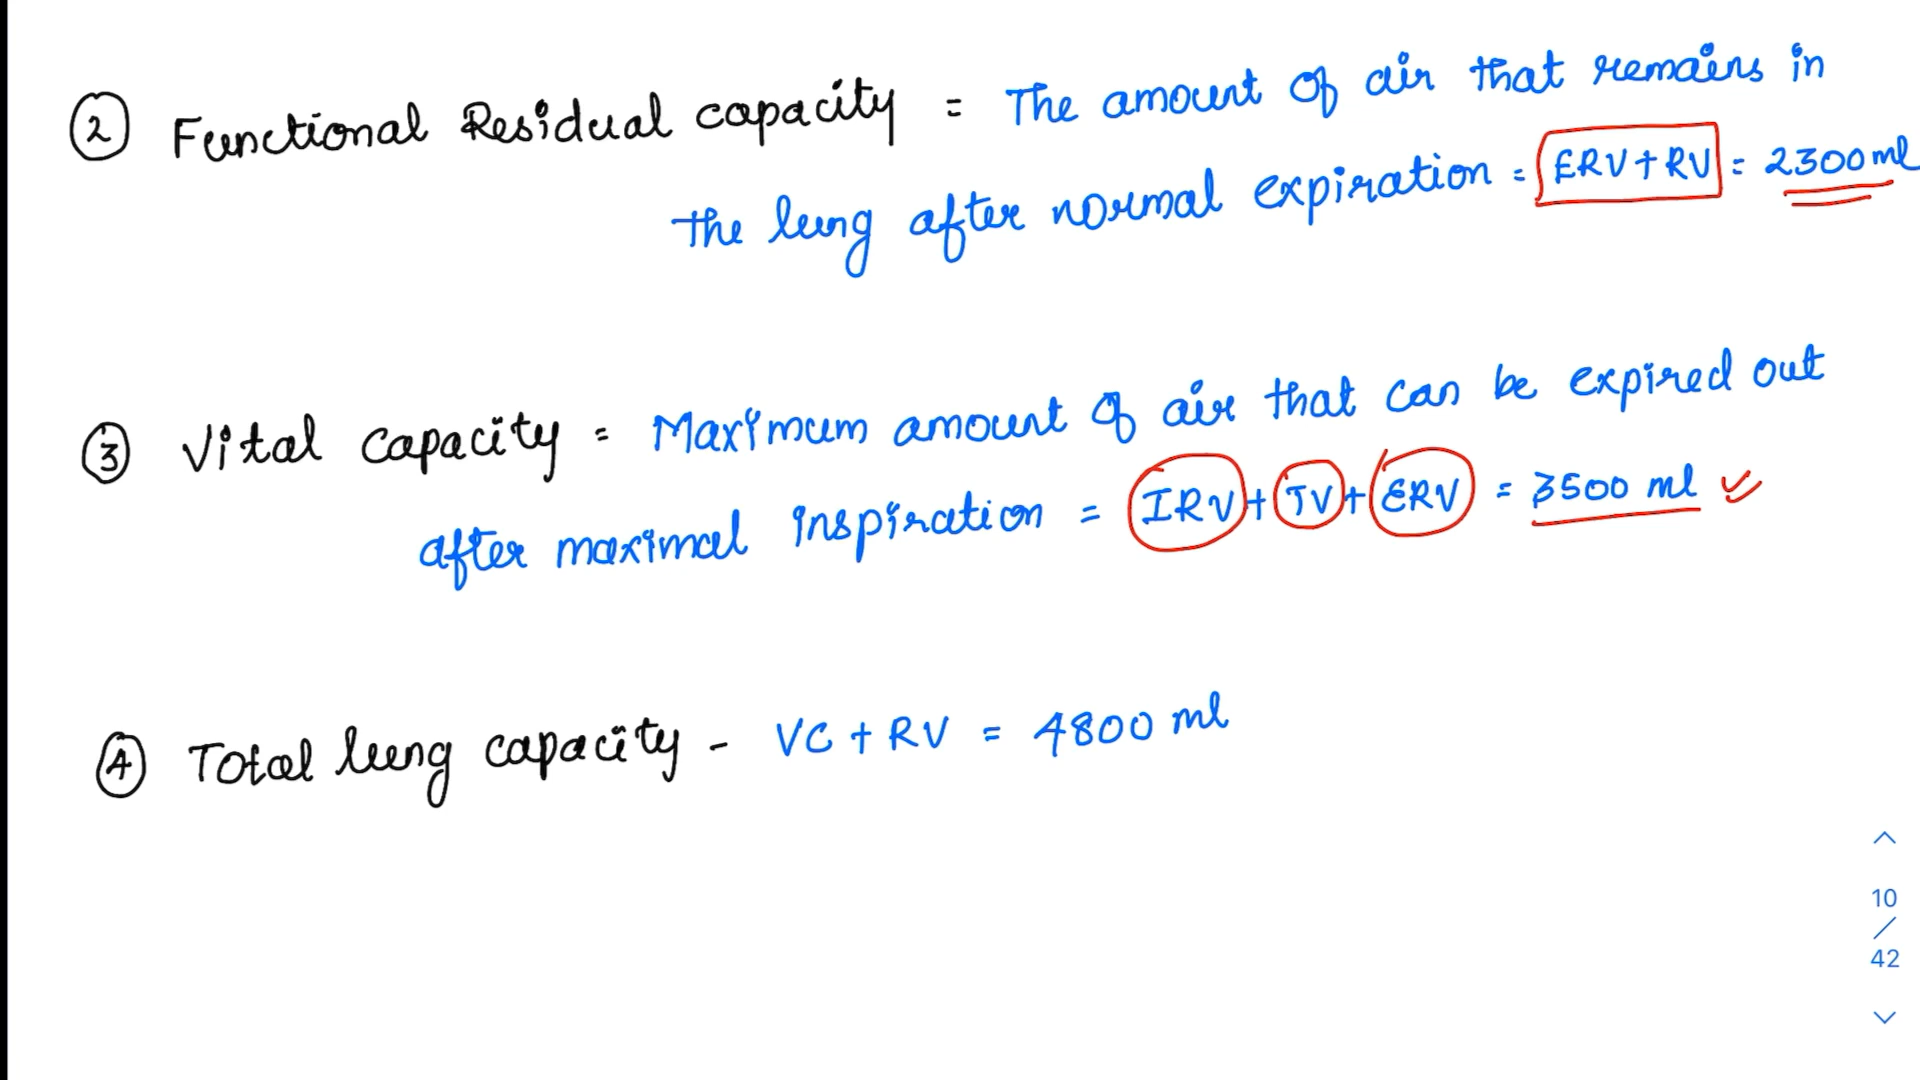 2 Functional Residual capacity = The amount of air that remains in
the lung after normal expiration = ERV + RV = 2300 ml
3 Vital capacity = Maximum amount of air that can be expired out
after maximal inspiration = IRV + TV + ERV = 3500 ml
4 Total lung capacity - VC + RV = 4800 ml
10
/
42